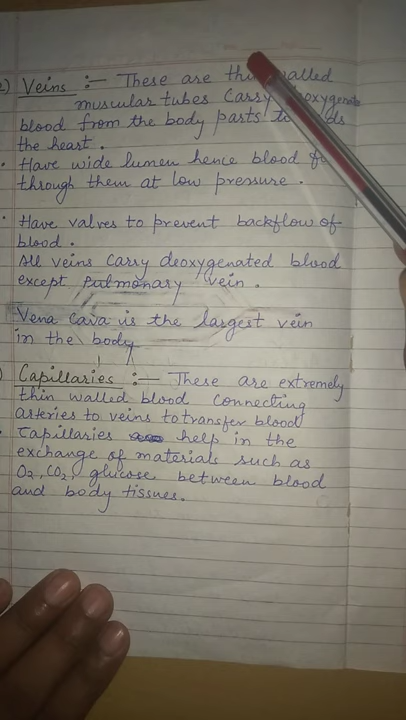 2) Veins :— These are
muscular tubes Carry
blood from the body parts
the heart.
• Have wide lumen hence blood
through them at low pressure.
• Have valves to prevent backflow of
blood.
All veins Carry deoxygenated blood
except Pulmonary vein.
Vena Cava is the largest vein
in the body
) Capillaries :— These are extremely
thin walled blood connecting
arteries to veins to transfer blood
• Capillaries help in the
exchange of materials such as
O2, CO2, glucose between blood
and body tissues.